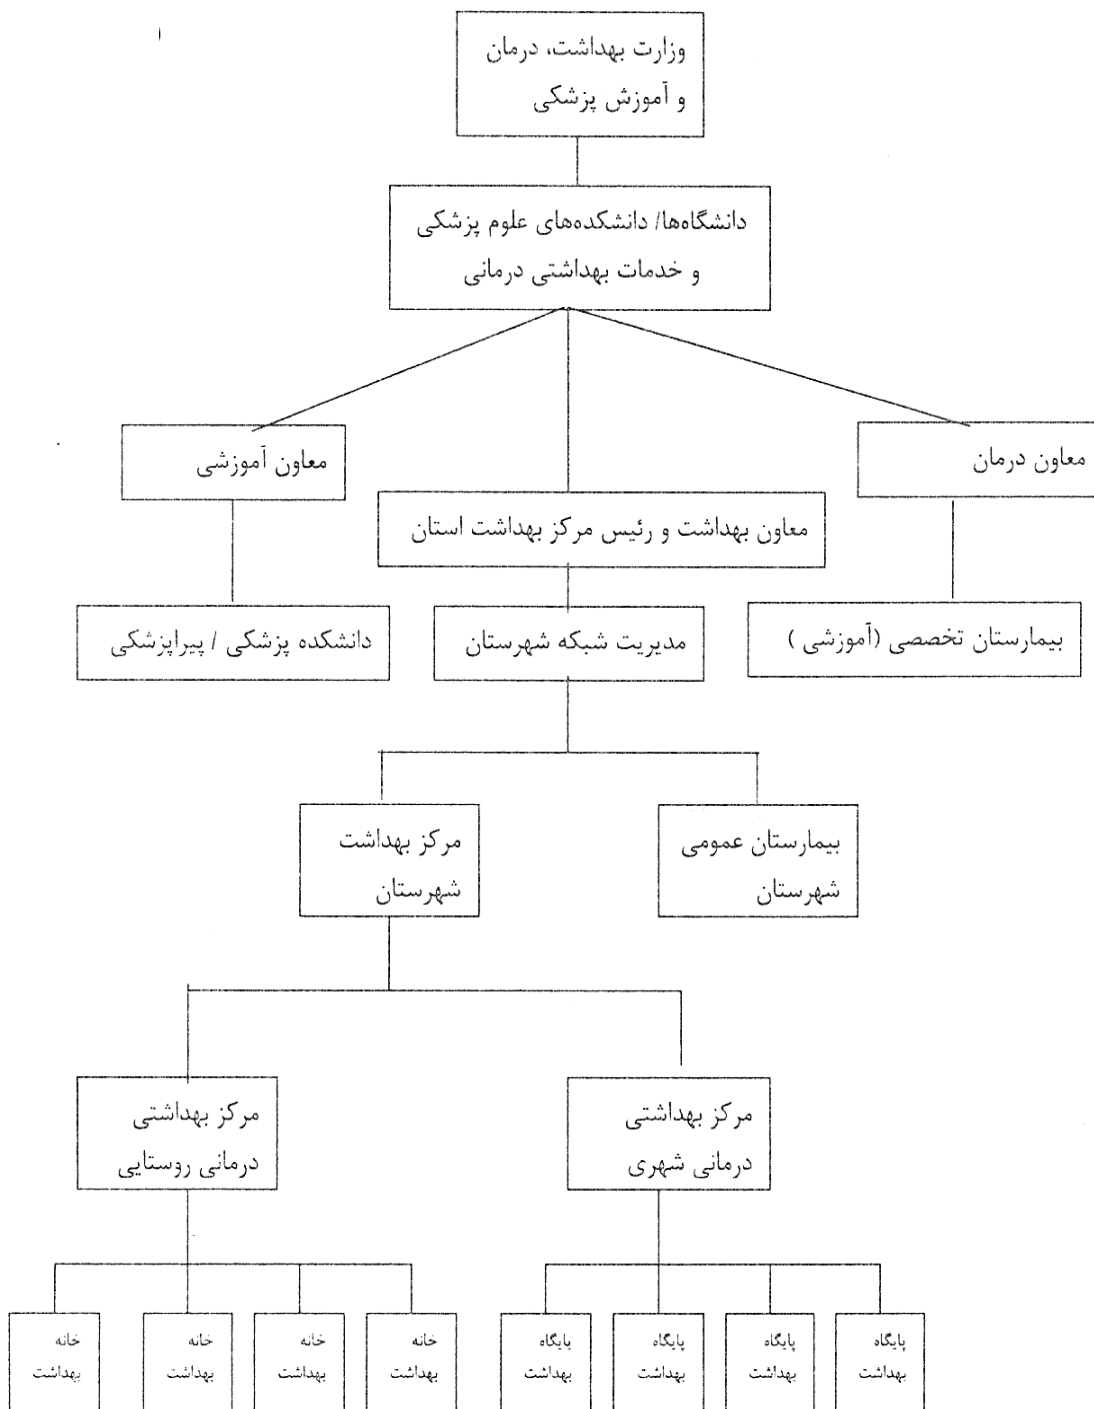 وزارت بهداشت، درمان
و آموزش پزشکی
دانشگاه‌ها/ دانشکده‌های علوم پزشکی
و خدمات بهداشتی درمانی
معاون درمان
معاون آموزشی
معاون بهداشت و رئیس مرکز بهداشت استان
بیمارستان تخصصی (آموزشی )
مدیریت شبکه شهرستان
دانشکده پزشکی / پیراپزشکی
بیمارستان عمومی
شهرستان
مرکز بهداشت
شهرستان
مرکز بهداشتی
درمانی شهری
مرکز بهداشتی
درمانی روستایی
پایگاه
بهداشت
پایگاه
بهداشت
پایگاه
بهداشت
پایگاه
بهداشت
خانه
بهداشت
خانه
بهداشت
خانه
بهداشت
خانه
بهداشت